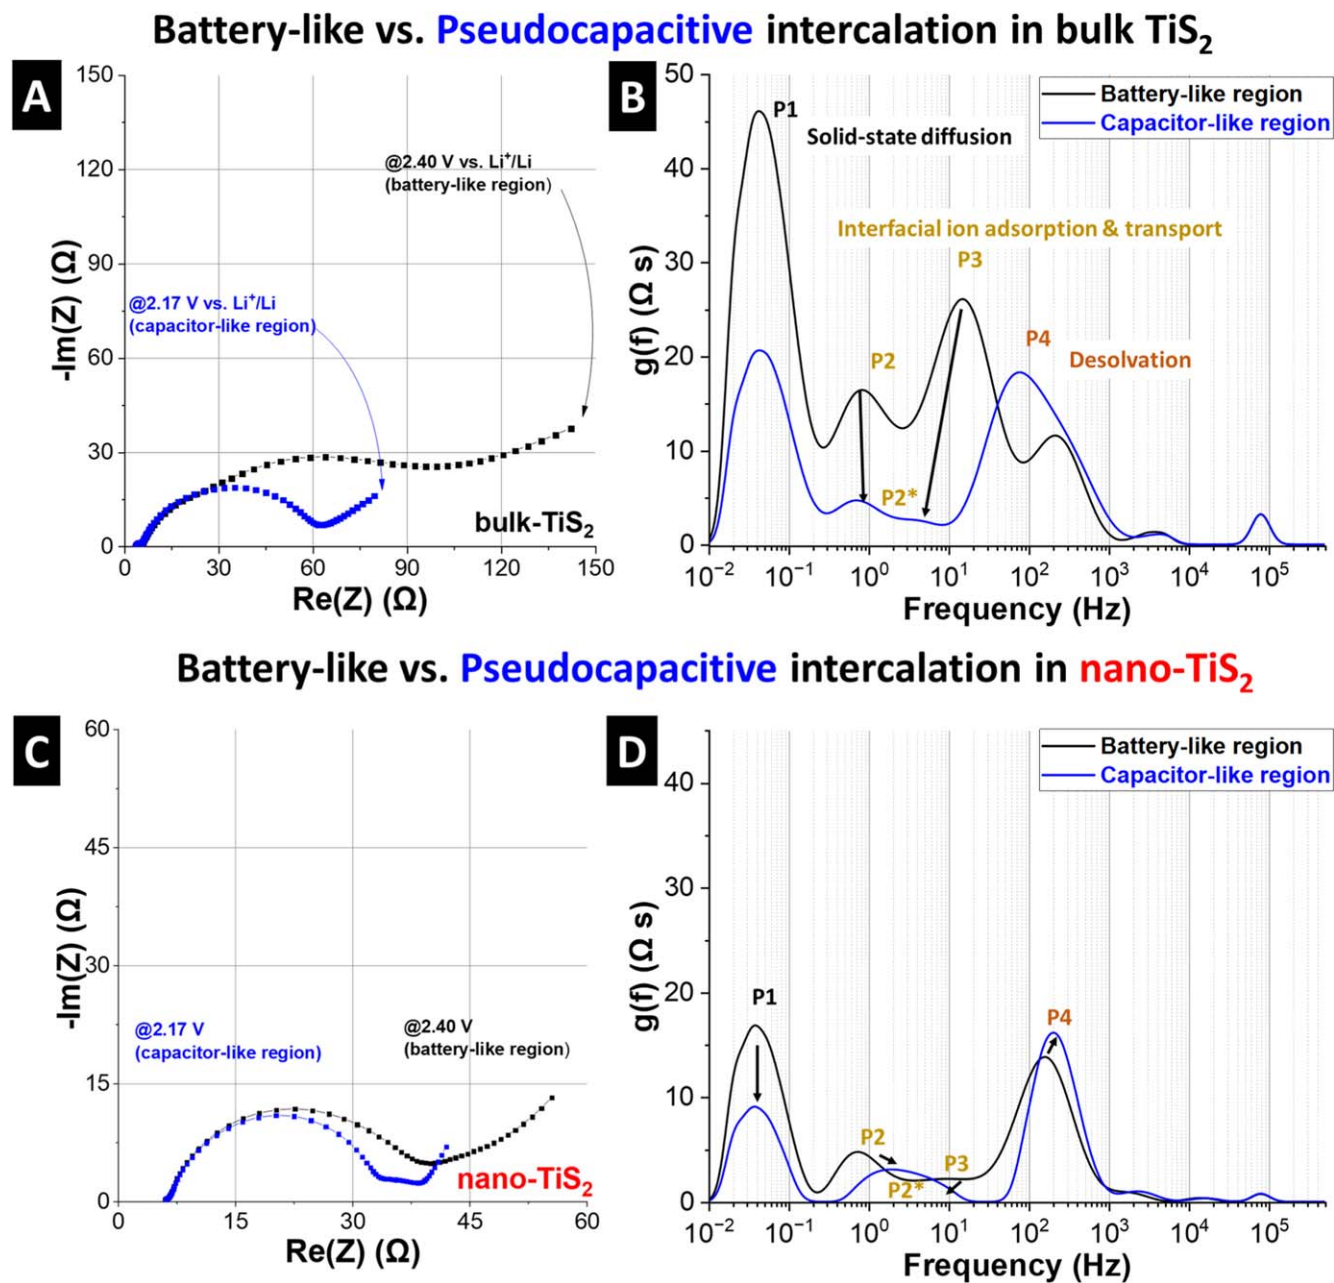 Battery-like vs. Pseudocapacitive intercalation in bulk TiS₂
A
150
120
90
60
30
0
-Im(Z) (Ω)
@2.40 V vs. Li⁺/Li
(battery-like region)
@2.17 V vs. Li⁺/Li
(capacitor-like region)
bulk-TiS₂
0 30 60 90 120 150
Re(Z) (Ω)
B
50
40
30
20
10
0
g(f) (Ω s)
Battery-like region
Capacitor-like region
P1
Solid-state diffusion
Interfacial ion adsorption & transport
P3
P4
P2
Desolvation
P2*
10⁻² 10⁻¹ 10⁰ 10¹ 10² 10³ 10⁴ 10⁵
Frequency (Hz)
Battery-like vs. Pseudocapacitive intercalation in nano-TiS₂
C
60
45
30
15
0
-Im(Z) (Ω)
@2.17 V
(capacitor-like region)
@2.40 V
(battery-like region)
nano-TiS₂
0 15 30 45 60
Re(Z) (Ω)
D
40
30
20
10
0
g(f) (Ω s)
Battery-like region
Capacitor-like region
P1
P4
P2
P3
P2*
10⁻² 10⁻¹ 10⁰ 10¹ 10² 10³ 10⁴ 10⁵
Frequency (Hz)